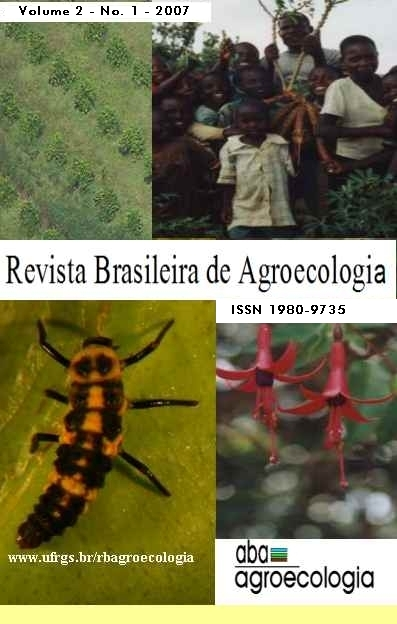 Volume 2 - No. 1 - 2007
Revista Brasileira de Agroecologia
ISSN 1980-9735
www.ufrgs.br/rbagroecologia
aba
agroecologia